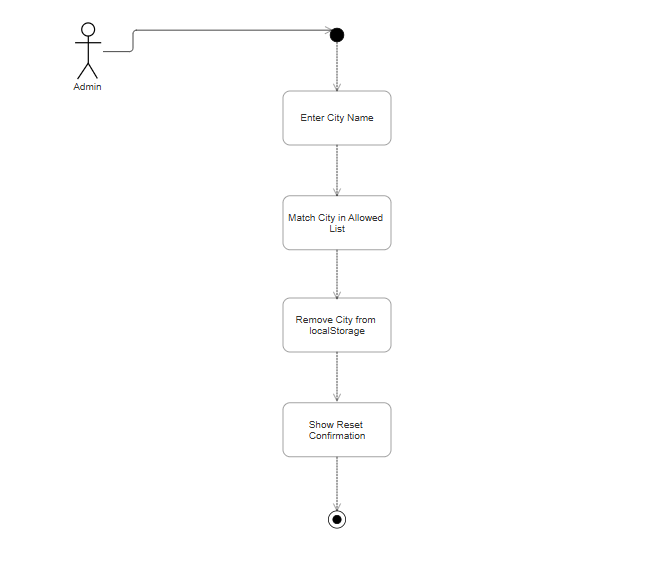 Admin
Enter City Name
Match City in Allowed
List
Remove City from
localStorage
Show Reset
Confirmation